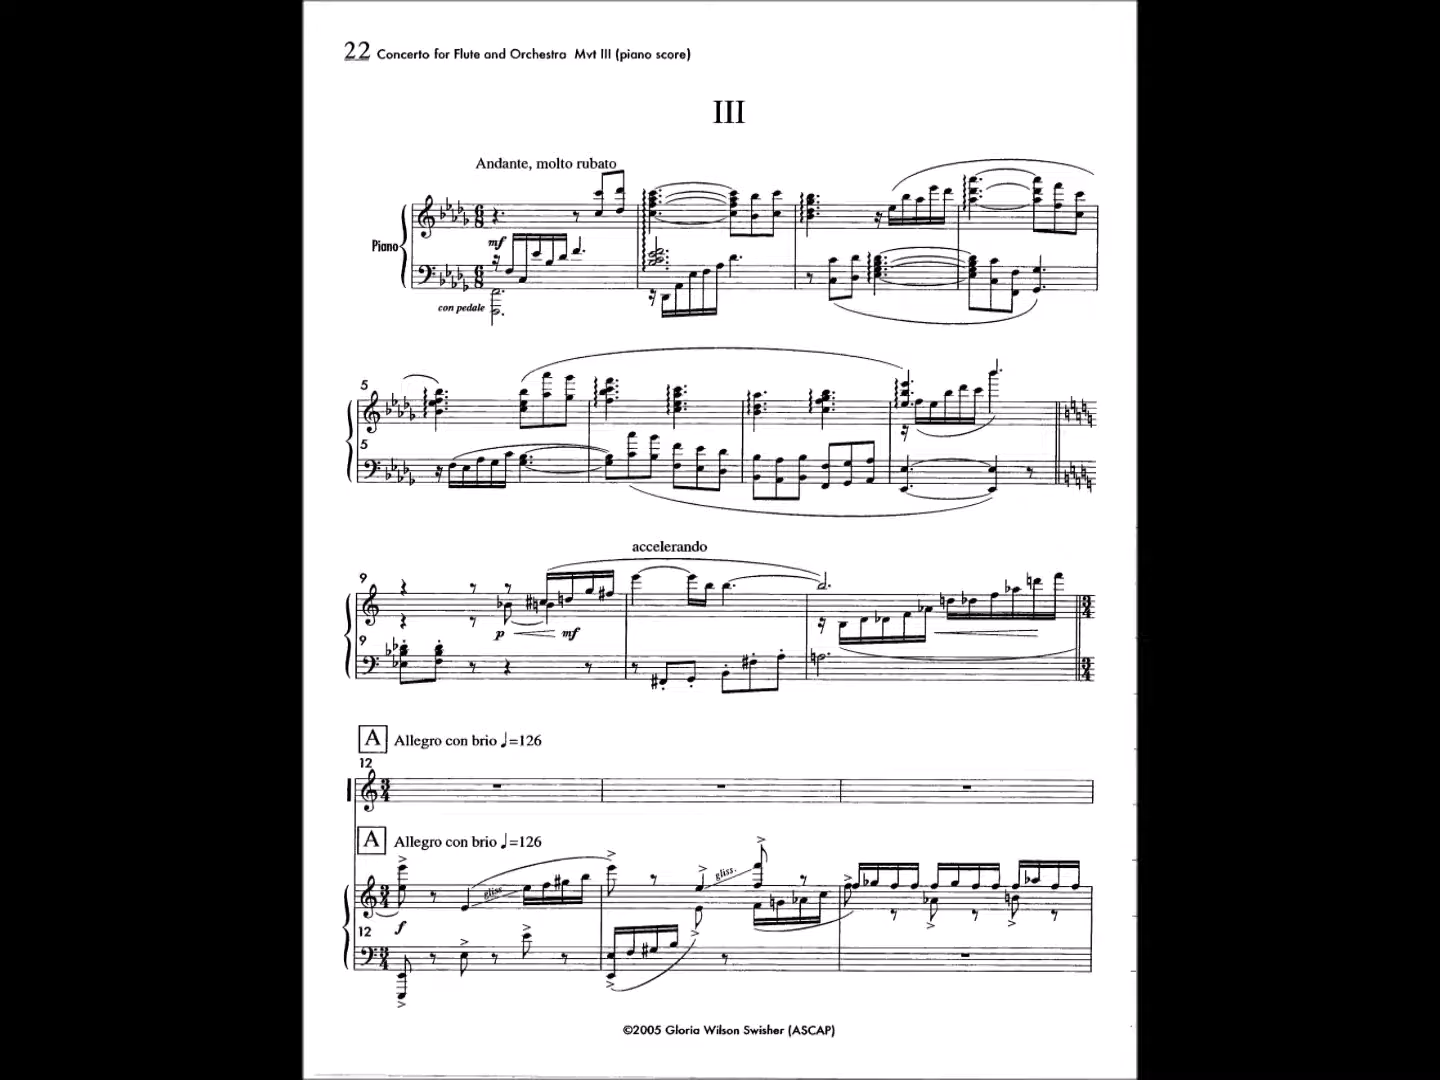 22 Concerto for Flute and Orchestra Mvt III (piano score)
III
Andante, molto rubato
Piano
mf
con pedale
5
5
accelerando
9
p mf
9
A Allegro con brio ♩=126
12
A Allegro con brio ♩=126
gliss.
gliss.
f
12
©2005 Gloria Wilson Swisher (ASCAP)